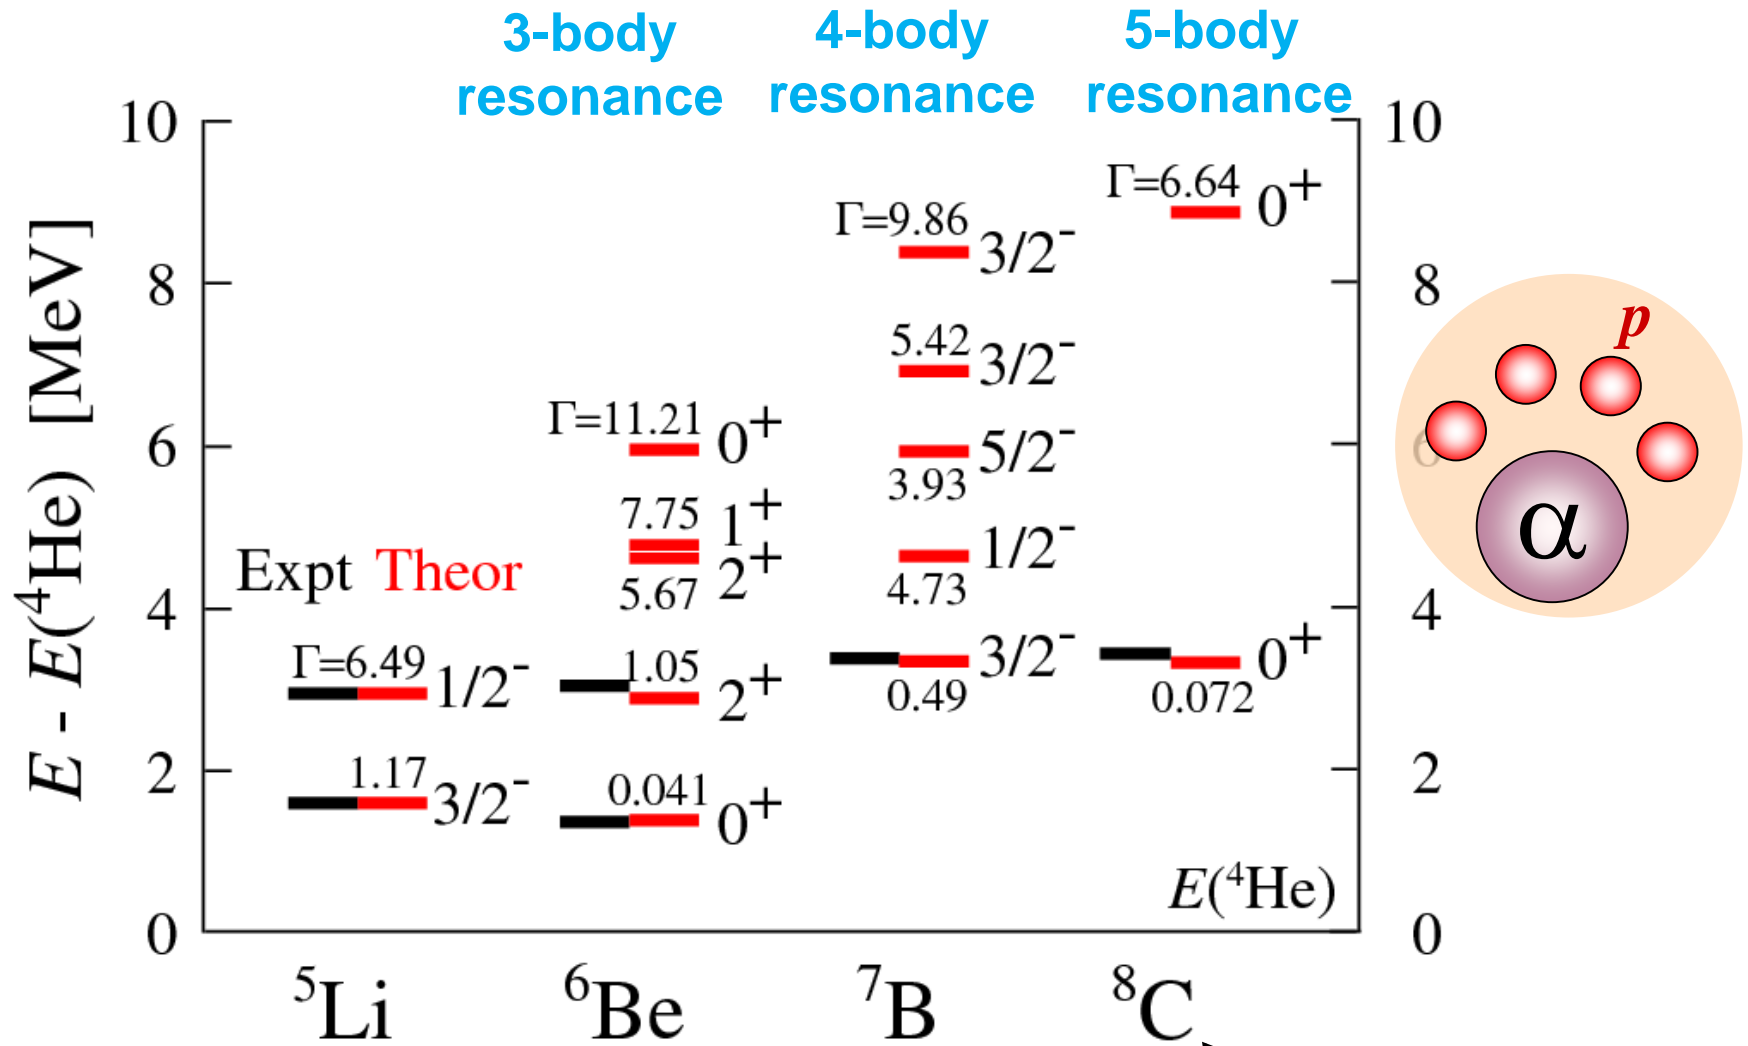 3-body 4-body 5-body
resonance resonance resonance
10 10
Γ=6.64 0⁺
Γ=9.86 3/2⁻
8 8
p
5.42 3/2⁻
Γ=11.21 0⁺
6 5/2⁻ 6
3.93
7.75 1⁺
α
1/2⁻
Expt Theor
2⁺
5.67 4.73
4 4
E - E(⁴He) [MeV]
Γ=6.49 1/2⁻
1.05 2⁺
3/2⁻ 0⁺
0.49 0.072
2 2
1.17 3/2⁻
0.041 0⁺
E(⁴He)
0 0
⁵Li ⁶Be ⁷B ⁸C